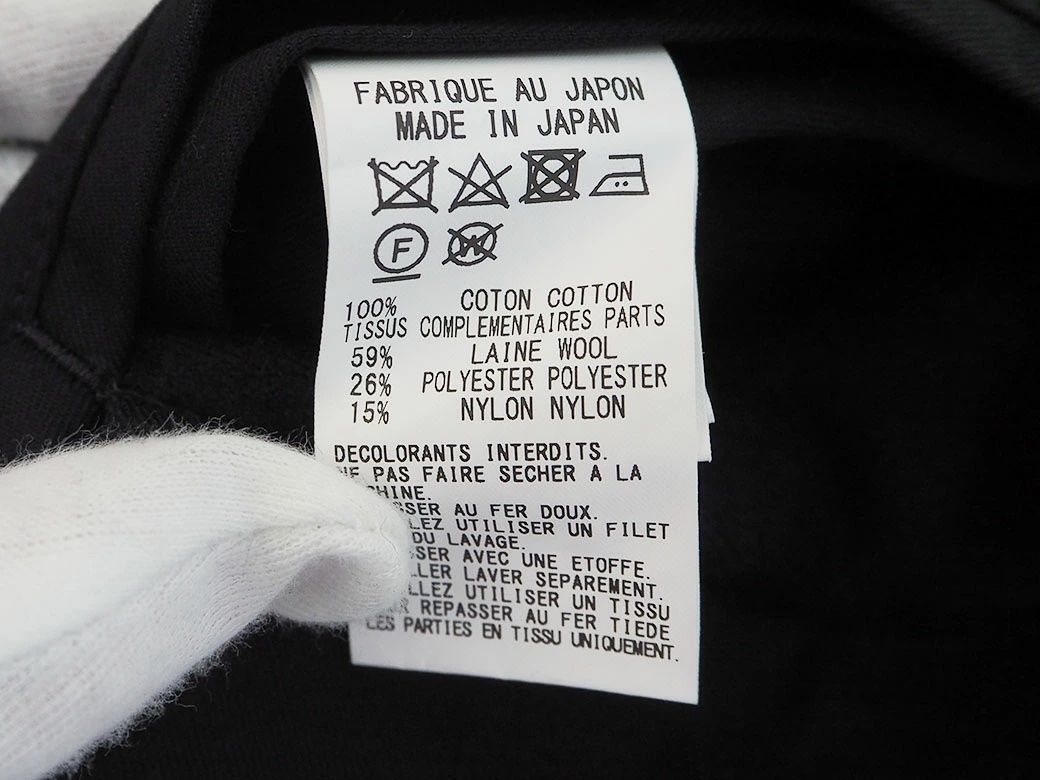 FABRIQUE AU JAPON
MADE IN JAPAN
F
W
100% COTON COTTON
TISSUS COMPLEMENTAIRES PARTS
59% LAINE WOOL
26% POLYESTER POLYESTER
15% NYLON NYLON
DECOLORANTS INTERDITS.
PAS FAIRE SECHER A LA
AU FER DOUX.
UTILISER UN FILET
DU LAVAGE.
AVEC UNE ETOFFE.
LAVER SEPAREMENT.
UTILISER UN TISSU
REPASSER AU FER TIEDE
LES PARTIES EN TISSU UNIQUEMENT.